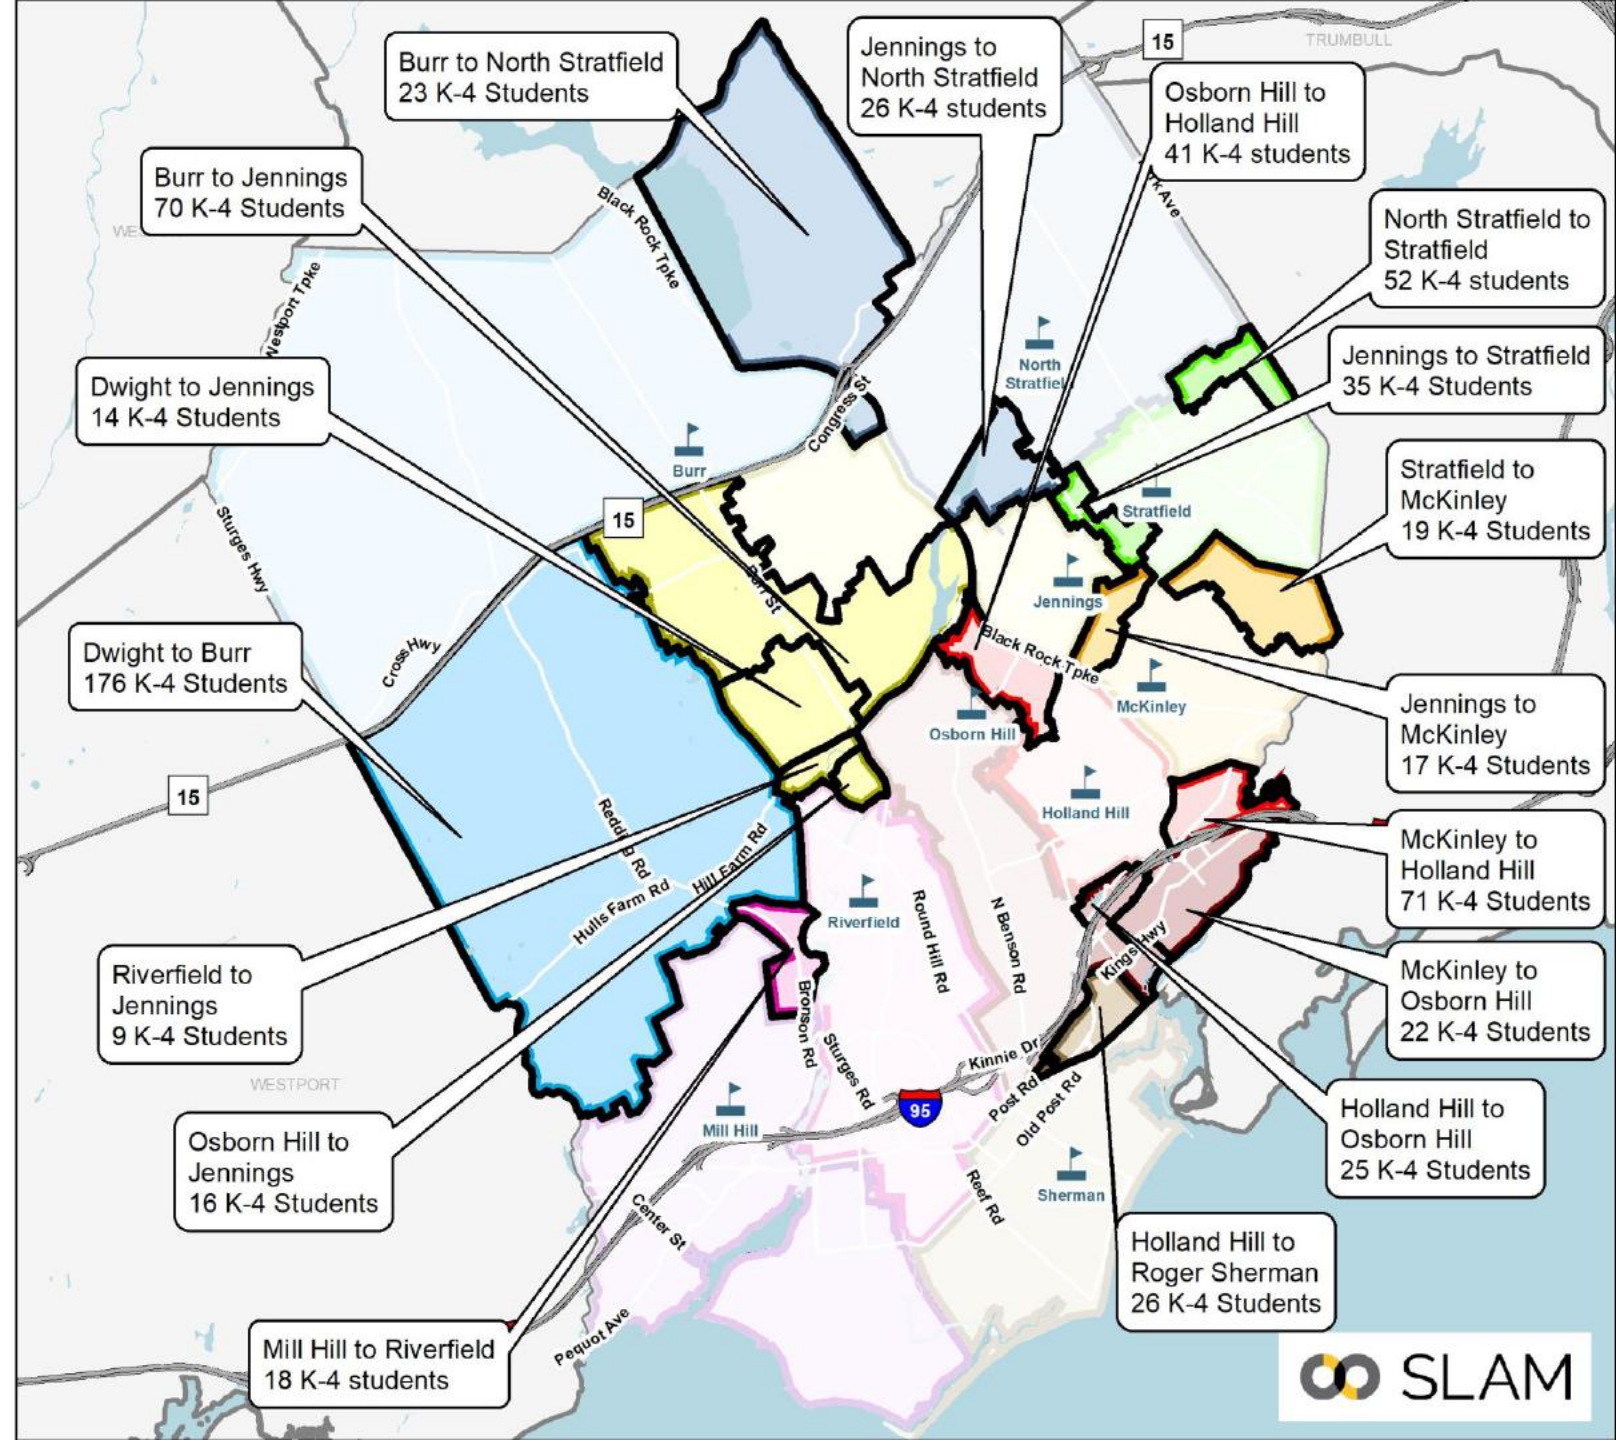 Burr to North Stratfield
23 K-4 Students
Jennings to
North Stratfield
26 K-4 students
15
TRUMBULL
Osborn Hill to
Holland Hill
41 K-4 students
Burr to Jennings
70 K-4 Students
North Stratfield to
Stratfield
52 K-4 students
Black Rock Tpke
Westport Tpke
Jennings to Stratfield
35 K-4 Students
North
Stratfield
Dwight to Jennings
14 K-4 Students
Congress St
Burr
Stratfield to
McKinley
19 K-4 Students
15
Stratfield
Sturges Hwy
Burr St
Jennings
Black Rock Tpke
Cross Hwy
Dwight to Burr
176 K-4 Students
McKinley
Osborn Hill
Jennings to
McKinley
17 K-4 Students
15
Holland Hill
Redding Rd
Hill Farm Rd
Hulls Farm Rd
McKinley to
Holland Hill
71 K-4 Students
Riverfield
Round Hill Rd
N Benson Rd
Kings Hwy
Riverfield to
Jennings
9 K-4 Students
McKinley to
Osborn Hill
22 K-4 Students
Bronson Rd
Sturges Rd
Kinnie Dr
WESTPORT
Post Rd
Old Post Rd
95
Mill Hill
Osborn Hill to
Jennings
16 K-4 Students
Holland Hill to
Osborn Hill
25 K-4 Students
Sherman
Reef Rd
Center St
Holland Hill to
Roger Sherman
26 K-4 Students
Pequot Ave
Mill Hill to Riverfield
18 K-4 students
SLAM